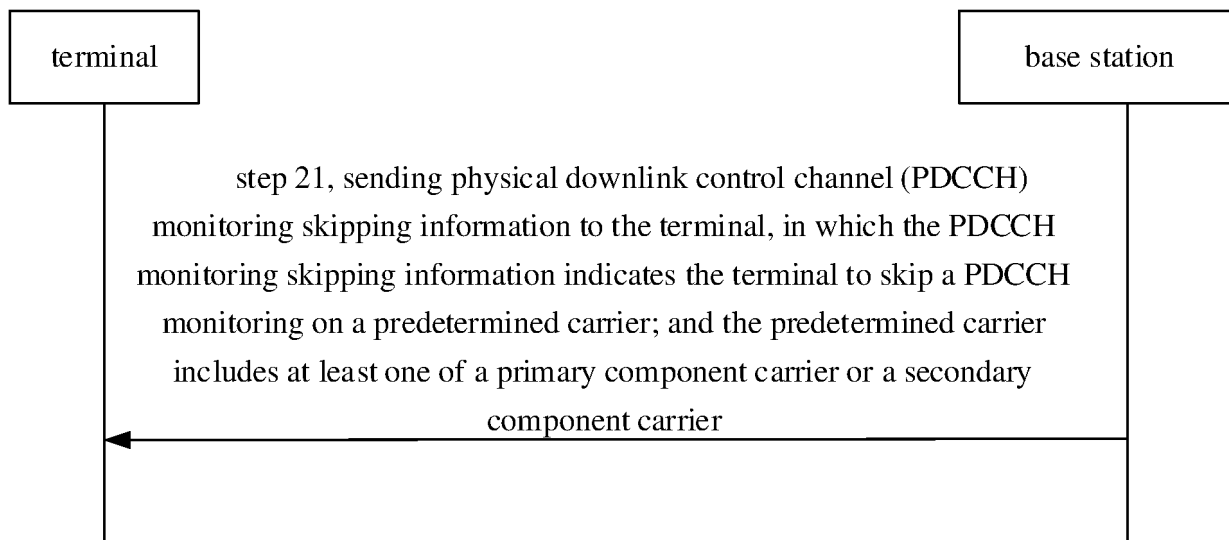 terminal
base station
step 21, sending physical downlink control channel (PDCCH)
monitoring skipping information to the terminal, in which the PDCCH
monitoring skipping information indicates the terminal to skip a PDCCH
monitoring on a predetermined carrier; and the predetermined carrier
includes at least one of a primary component carrier or a secondary
component carrier